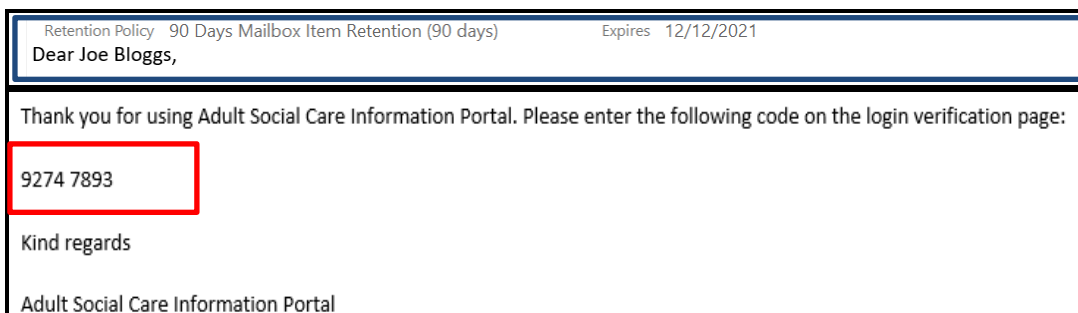 Retention Policy 90 Days Mailbox Item Retention (90 days) Expires 12/12/2021
Dear Joe Bloggs,
Thank you for using Adult Social Care Information Portal. Please enter the following code on the login verification page:
9274 7893
Kind regards
Adult Social Care Information Portal